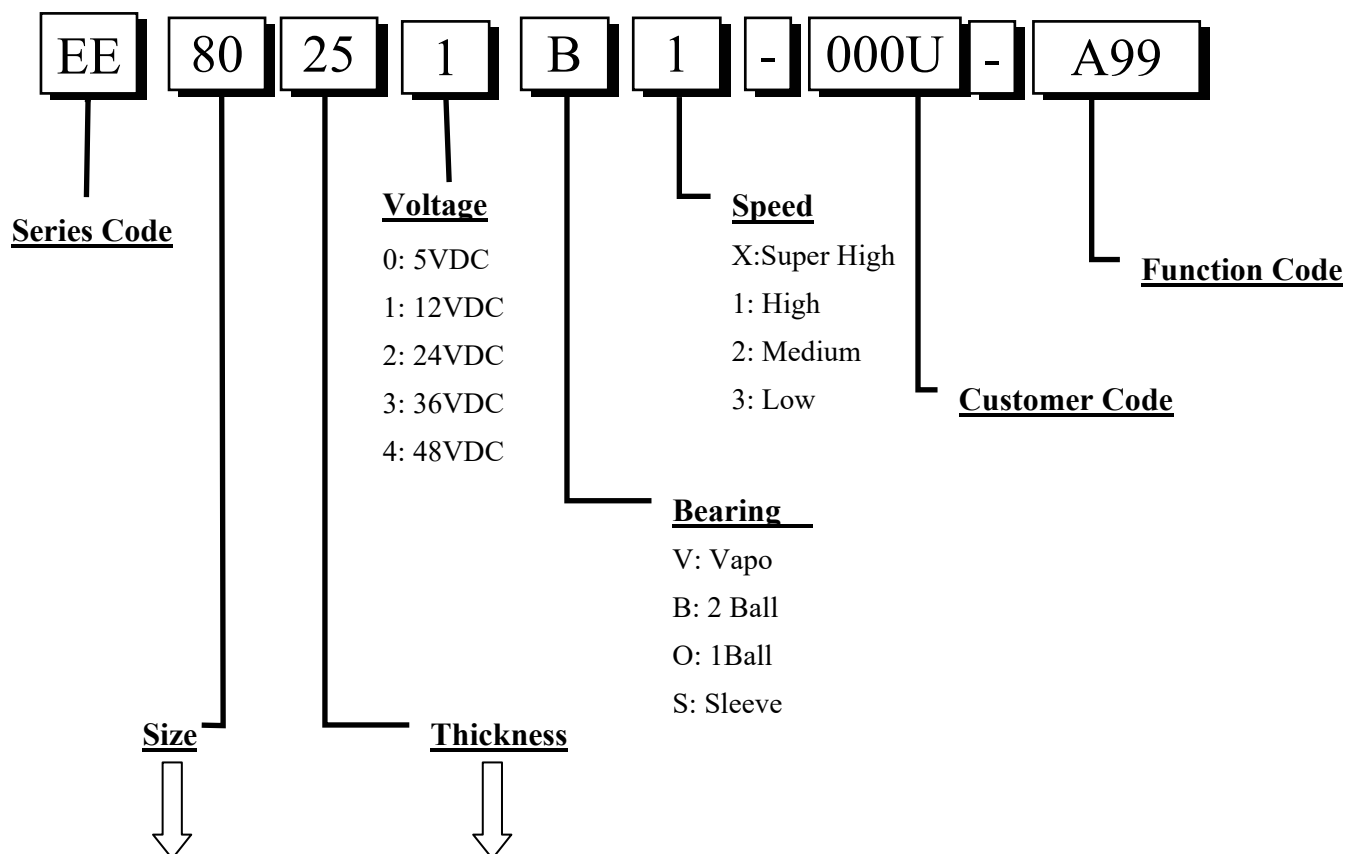 EE 80 25 1 B 1 - 000U - A99
Series Code
Voltage
0: 5VDC
1: 12VDC
2: 24VDC
3: 36VDC
4: 48VDC
Speed
X:Super High
1: High
2: Medium
3: Low
Function Code
Customer Code
Bearing
V: Vapo
B: 2 Ball
O: 1Ball
S: Sleeve
Size
Thickness